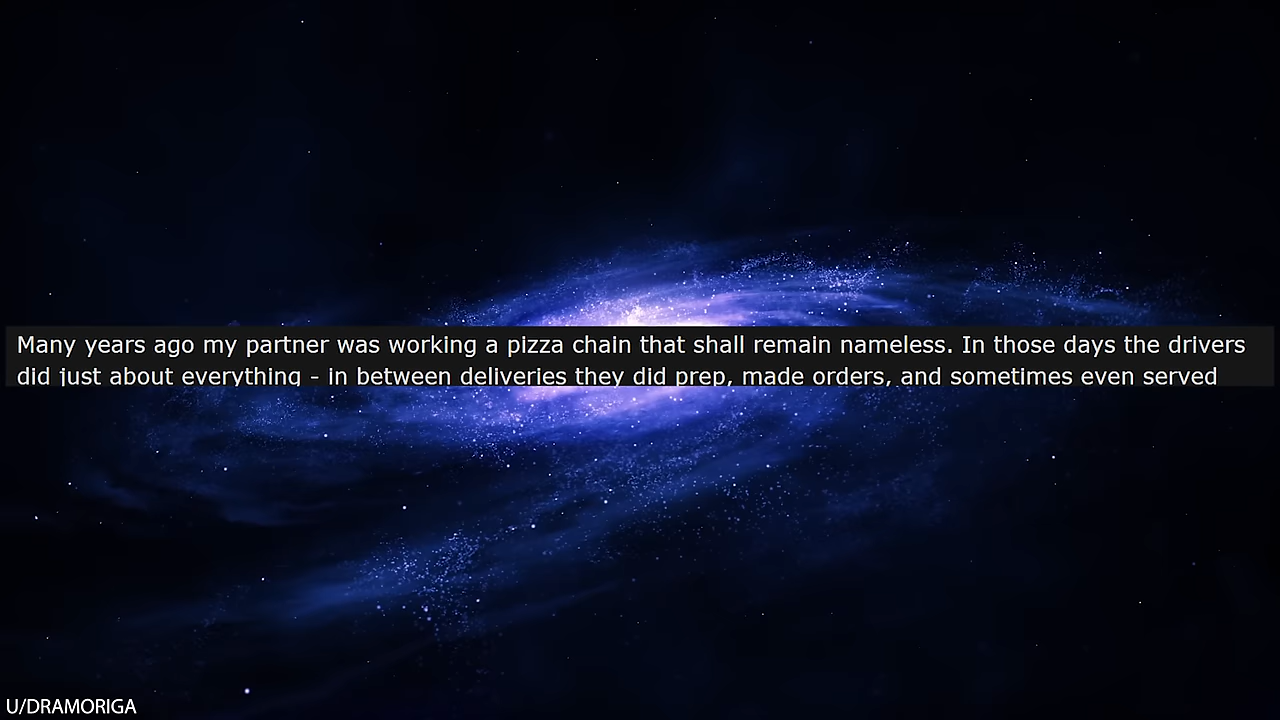 Many years ago my partner was working a pizza chain that shall remain nameless. In those days the drivers
did just about everything - in between deliveries they did prep, made orders, and sometimes even served
U/DRAMORIGA